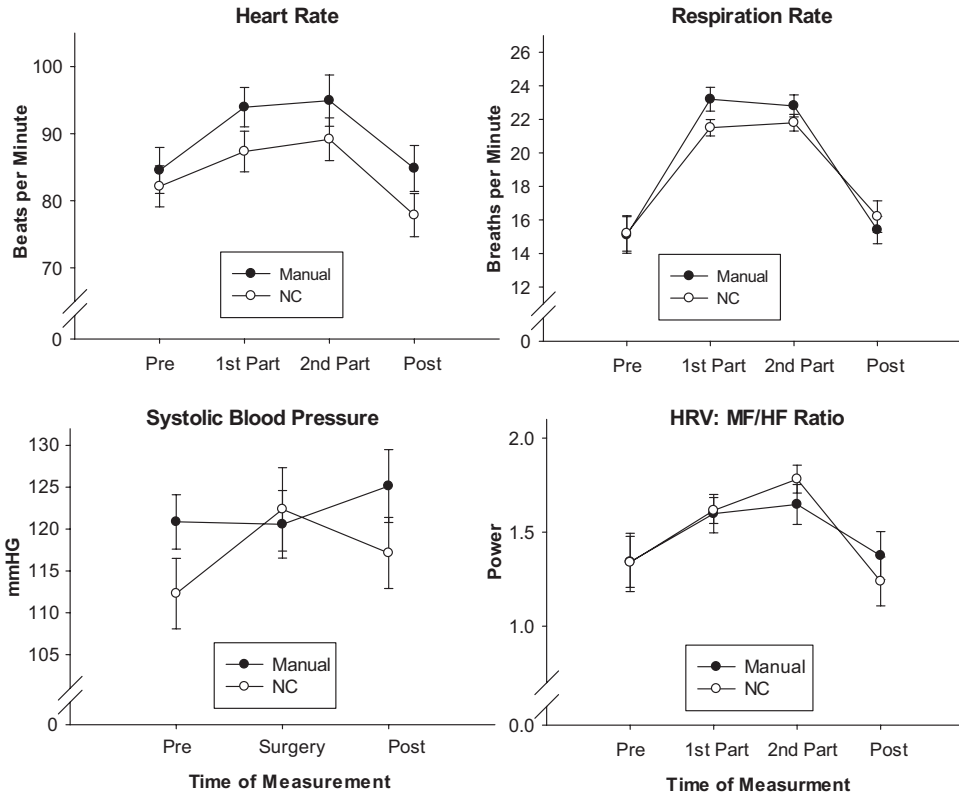 Heart Rate
Beats per Minute
100
90
80
70
0
Manual
NC
Pre
1st Part
2nd Part
Post
Respiration Rate
Breaths per Minute
26
24
22
20
18
16
14
12
0
Manual
NC
Pre
1st Part
2nd Part
Post
Systolic Blood Pressure
mmHG
130
125
120
115
110
105
0
Manual
NC
Pre
Surgery
Post
Time of Measurement
HRV: MF/HF Ratio
Power
2.0
1.5
1.0
0.0
Manual
NC
Pre
1st Part
2nd Part
Post
Time of Measurment